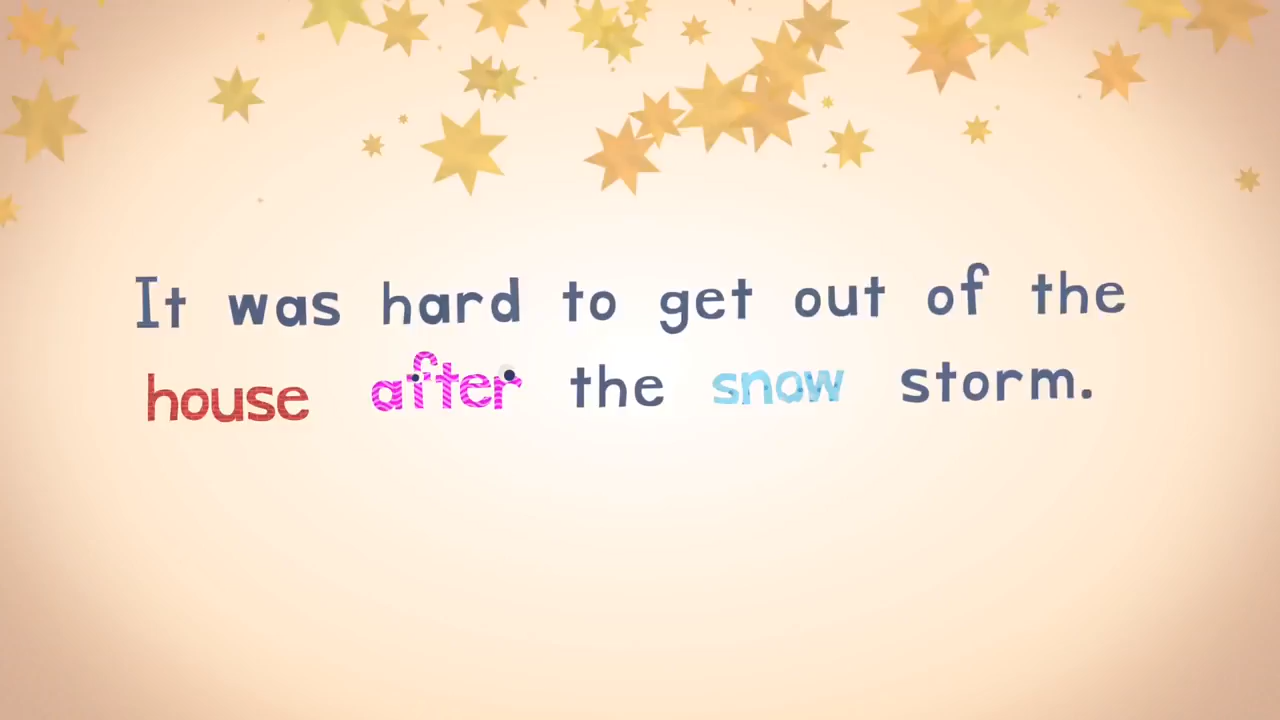 It was hard to get out of the
house after the snow storm.